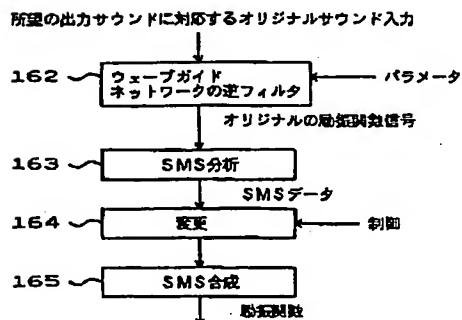 所望の出力サウンドに対応するオリジナルサウンド入力
162
ウェーブガイド
ネットワークの逆フィルタ
パラメータ
オリジナルの励振関数信号
163
SMS分析
SMSデータ
164
変更
制御
165
SMS合成
励振関数